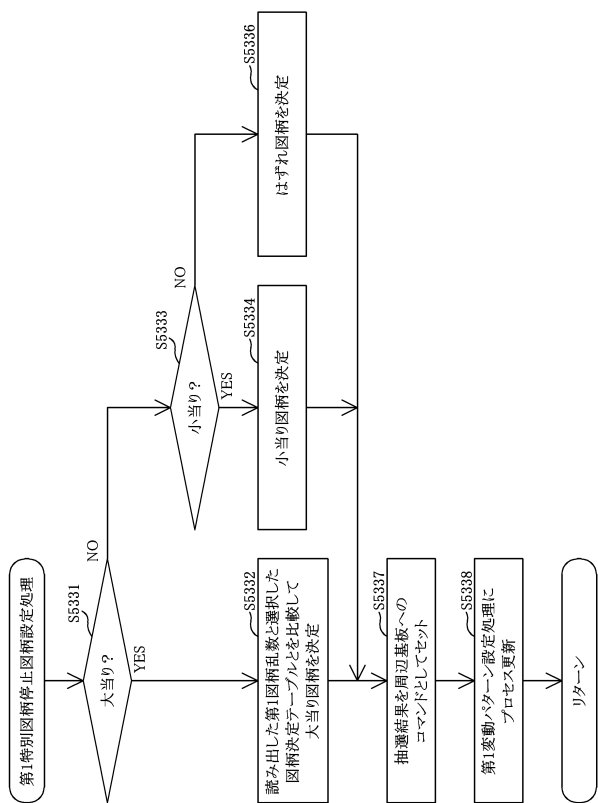 第1特別図柄停止図柄設定処理
S5331
大当り？
NO
YES
S5333
小当り？
NO
YES
S5332
読み出した第1図柄乱数と選択した
図柄決定テーブルとを比較して
大当り図柄を決定
S5334
小当り図柄を決定
S5336
はずれ図柄を決定
S5337
抽選結果を周辺基板への
コマンドとしてセット
S5338
第1変動パターン設定処理に
プロセス更新
リターン